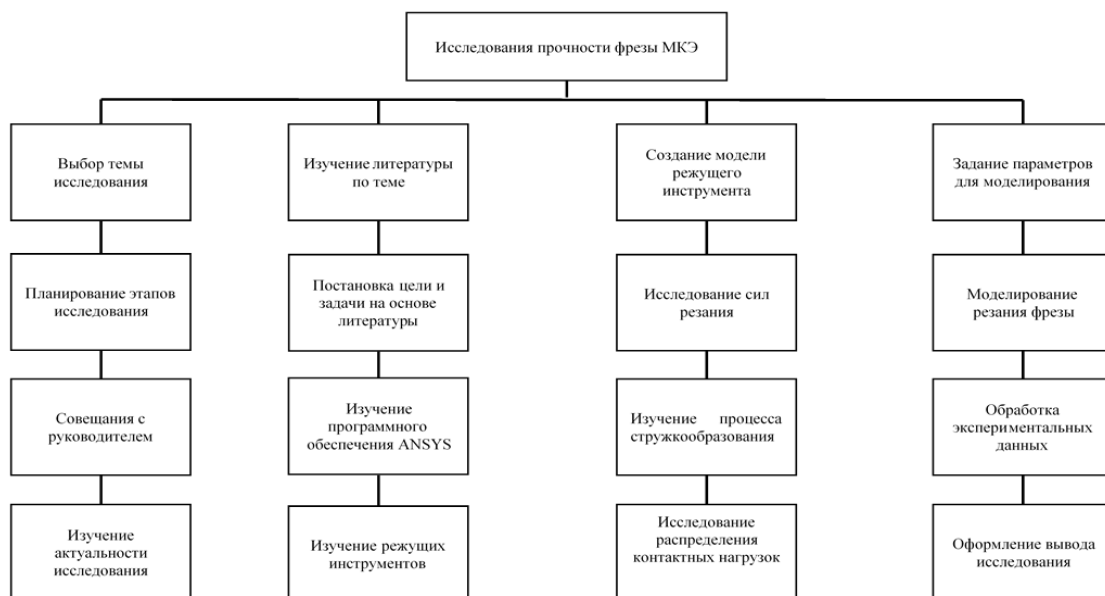 Исследования прочности фрезы МКЭ
Выбор темы
исследования
Изучение литературы
по теме
Создание модели
режущего
инструмента
Задание параметров
для моделирования
Планирование этапов
исследования
Постановка цели и
задачи на основе
литературы
Исследование сил
резания
Моделирование
резания фрезы
Совещания с
руководителем
Изучение
программного
обеспечения ANSYS
Изучение процесса
стружкообразования
Обработка
экспериментальных
данных
Изучение
актуальности
исследования
Изучение режущих
инструментов
Исследование
распределения
контактных нагрузок
Оформление вывода
исследования